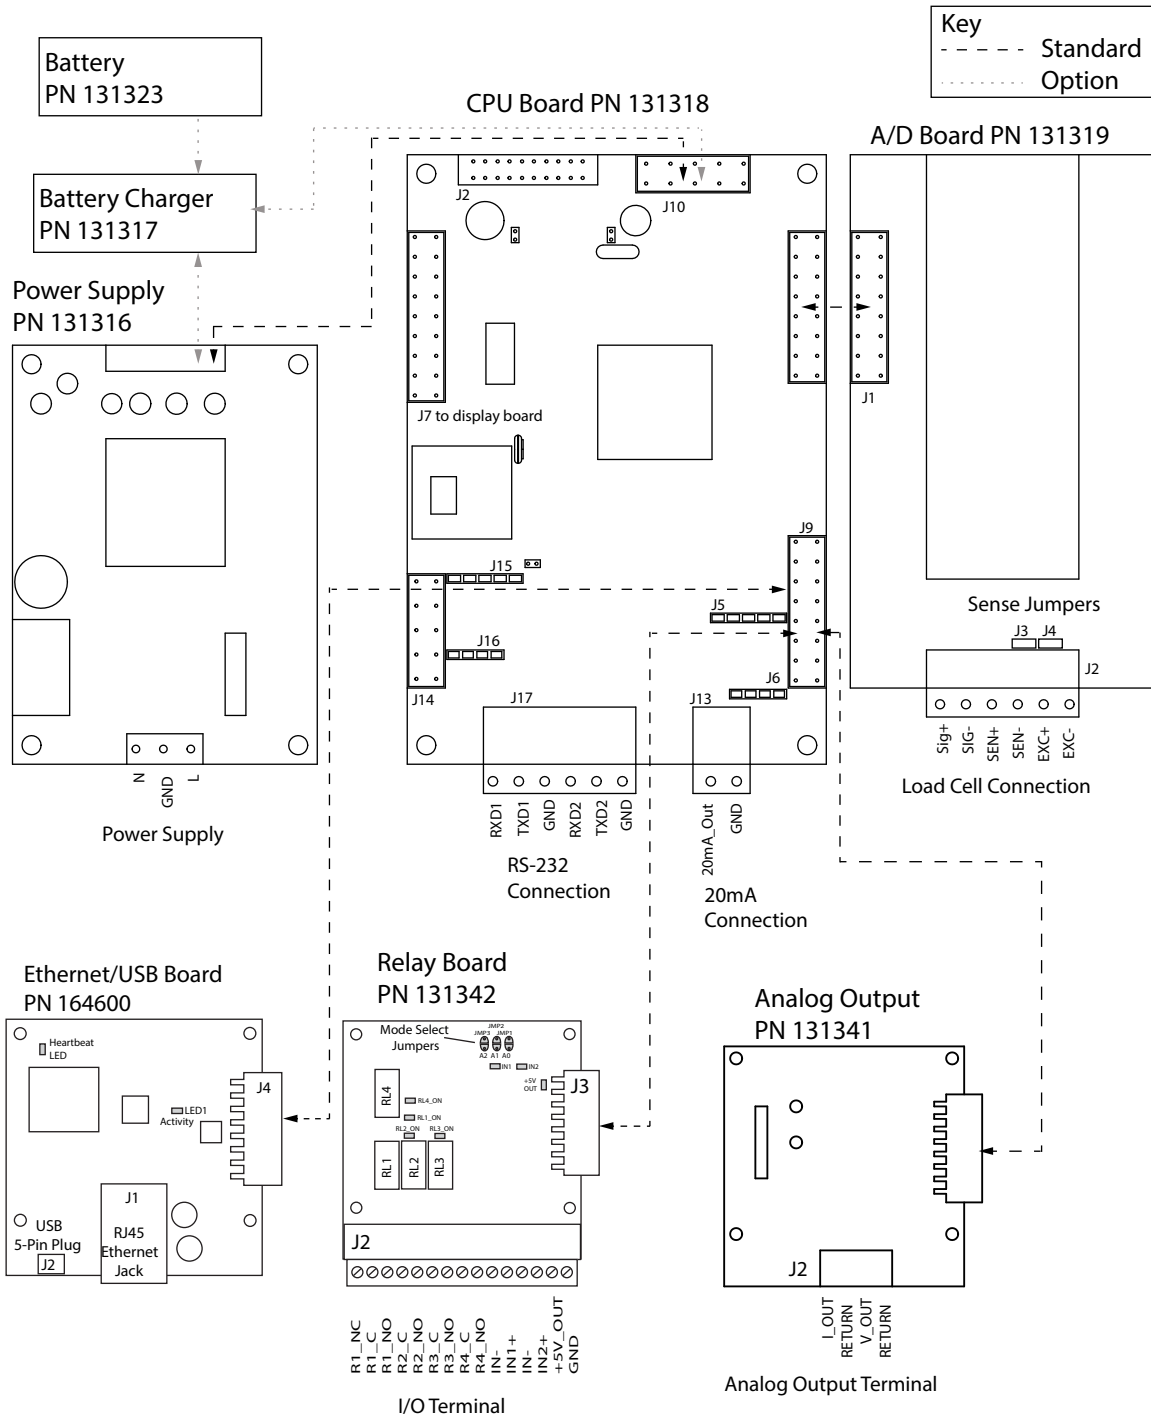 Key
Standard
Option
Battery
PN 131323
CPU Board PN 131318
A/D Board PN 131319
Battery Charger
PN 131317
J2
J10
Power Supply
PN 131316
J7 to display board
J1
J9
J15
J5
Sense Jumpers
J3
J4
J16
J6
J2
J14
J17
J13
Sig+
SIG-
SEN+
SEN-
EXC+
EXC-
Load Cell Connection
N
GND
L
Power Supply
RXD1
TXD1
GND
RXD2
TXD2
GND
RS-232
Connection
20mA_Out
GND
20mA
Connection
Ethernet/USB Board
PN 164600
Heartbeat
LED
J4
LED1
Activity
J1
RJ45
Ethernet
Jack
USB
5-Pin Plug
J2
Relay Board
PN 131342
Mode Select
Jumpers
JMP2
JMP3
JMP1
A2
A1
A0
IN1
IN2
+5V
OUT
J3
RL4
RL4_ON
RL1_ON
RL2_ON
RL3_ON
RL1
RL2
RL3
J2
R1_NC
R1_C
R1_NO
R2_C
R2_NO
R3_C
R3_NO
R4_C
R4_NO
IN-
IN1+
IN-
IN2+
+5V_OUT
GND
I/O Terminal
Analog Output
PN 131341
J2
I_OUT
RETURN
V_OUT
RETURN
Analog Output Terminal